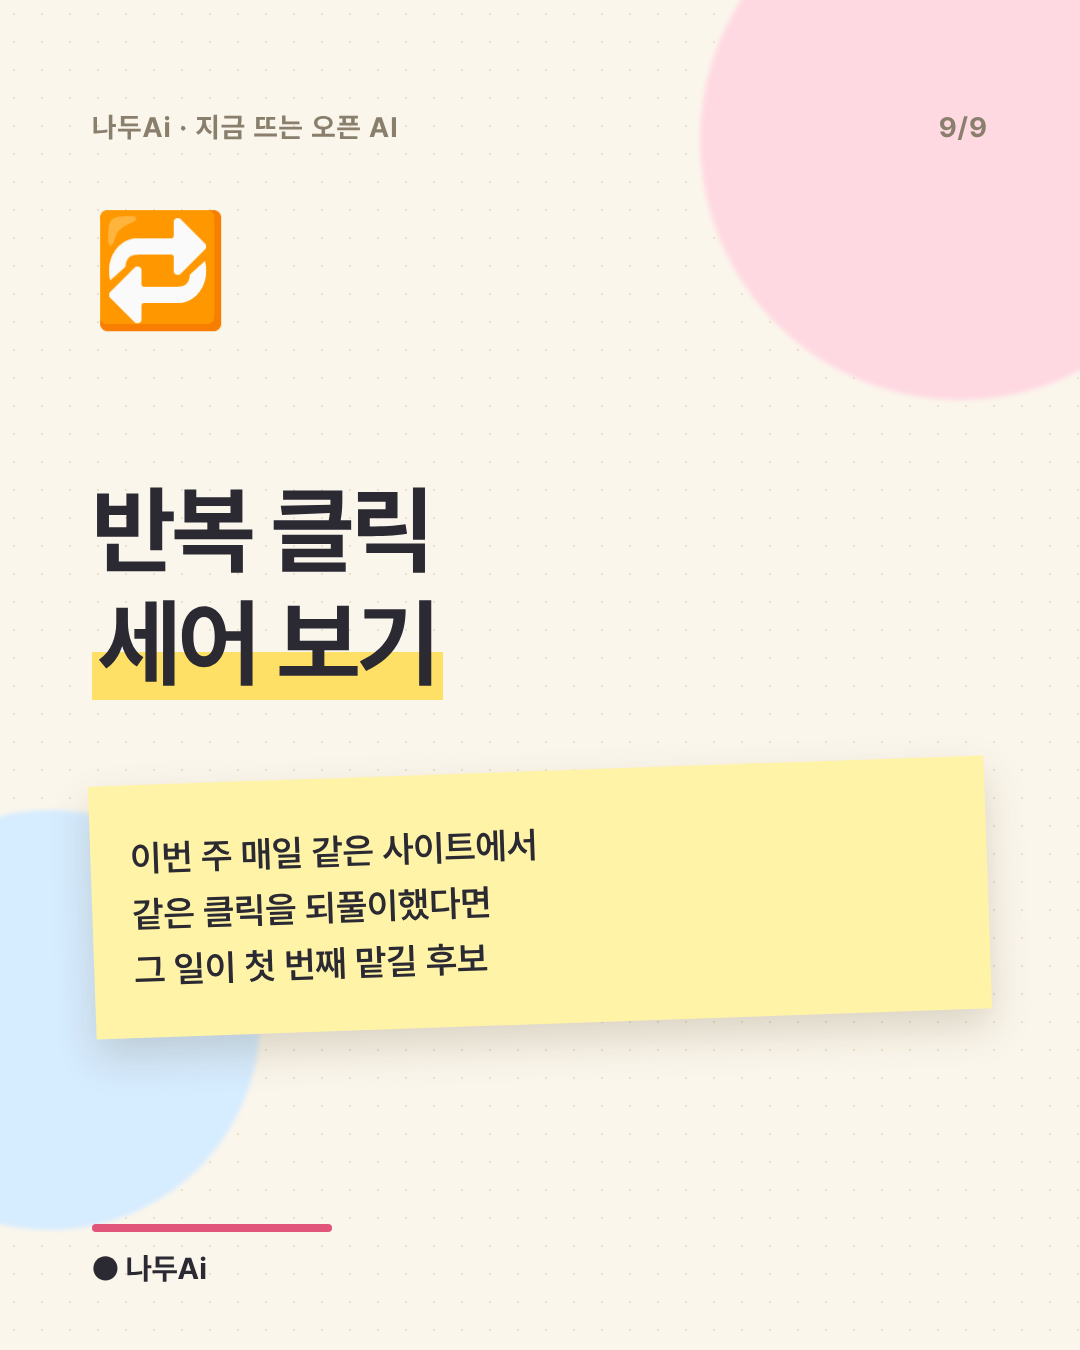 나두Ai · 지금 뜨는 오픈 AI
9/9
반복 클릭
세어 보기
이번 주 매일 같은 사이트에서
같은 클릭을 되풀이했다면
그 일이 첫 번째 맡길 후보
나두Ai